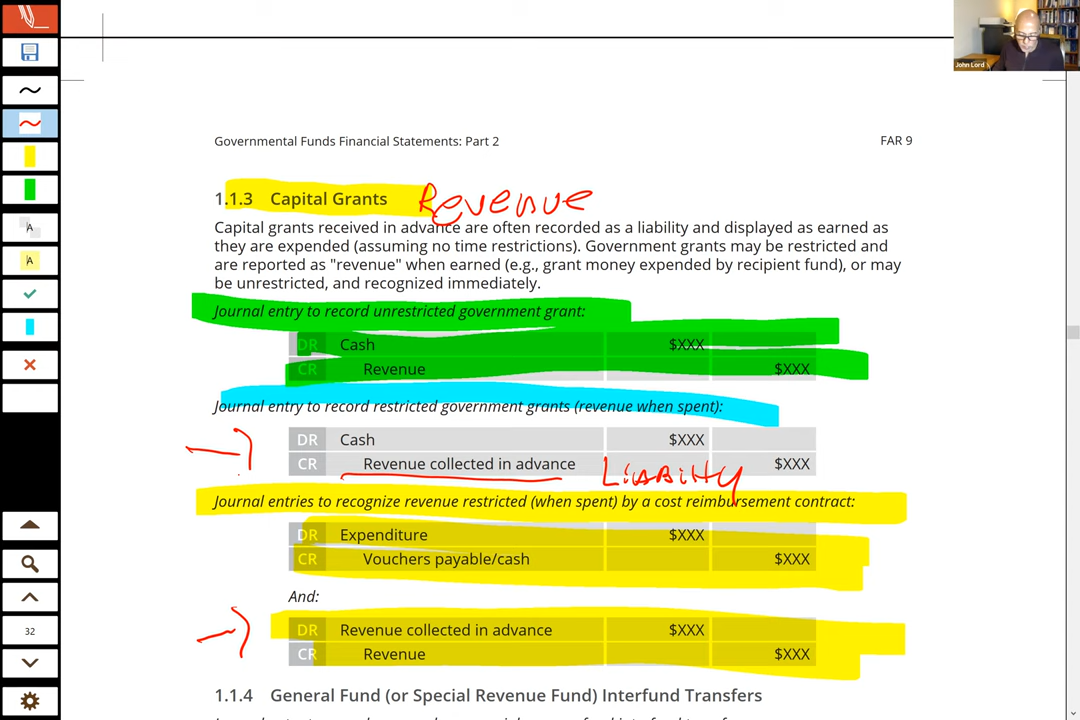 John Lord
Governmental Funds Financial Statements: Part 2 FAR 9
1.1.3 Capital Grants Revenue
Capital grants received in advance are often recorded as a liability and displayed as earned as
they are expended (assuming no time restrictions). Government grants may be restricted and
are reported as "revenue" when earned (e.g., grant money expended by recipient fund), or may
be unrestricted, and recognized immediately.
Journal entry to record unrestricted government grant:
DR Cash $XXX
CR Revenue $XXX
Journal entry to record restricted government grants (revenue when spent):
DR Cash $XXX
CR Revenue collected in advance LIABILITY $XXX
Journal entries to recognize revenue restricted (when spent) by a cost reimbursement contract:
DR Expenditure $XXX
CR Vouchers payable/cash $XXX
And:
DR Revenue collected in advance $XXX
CR Revenue $XXX
1.1.4 General Fund (or Special Revenue Fund) Interfund Transfers
A
A
32